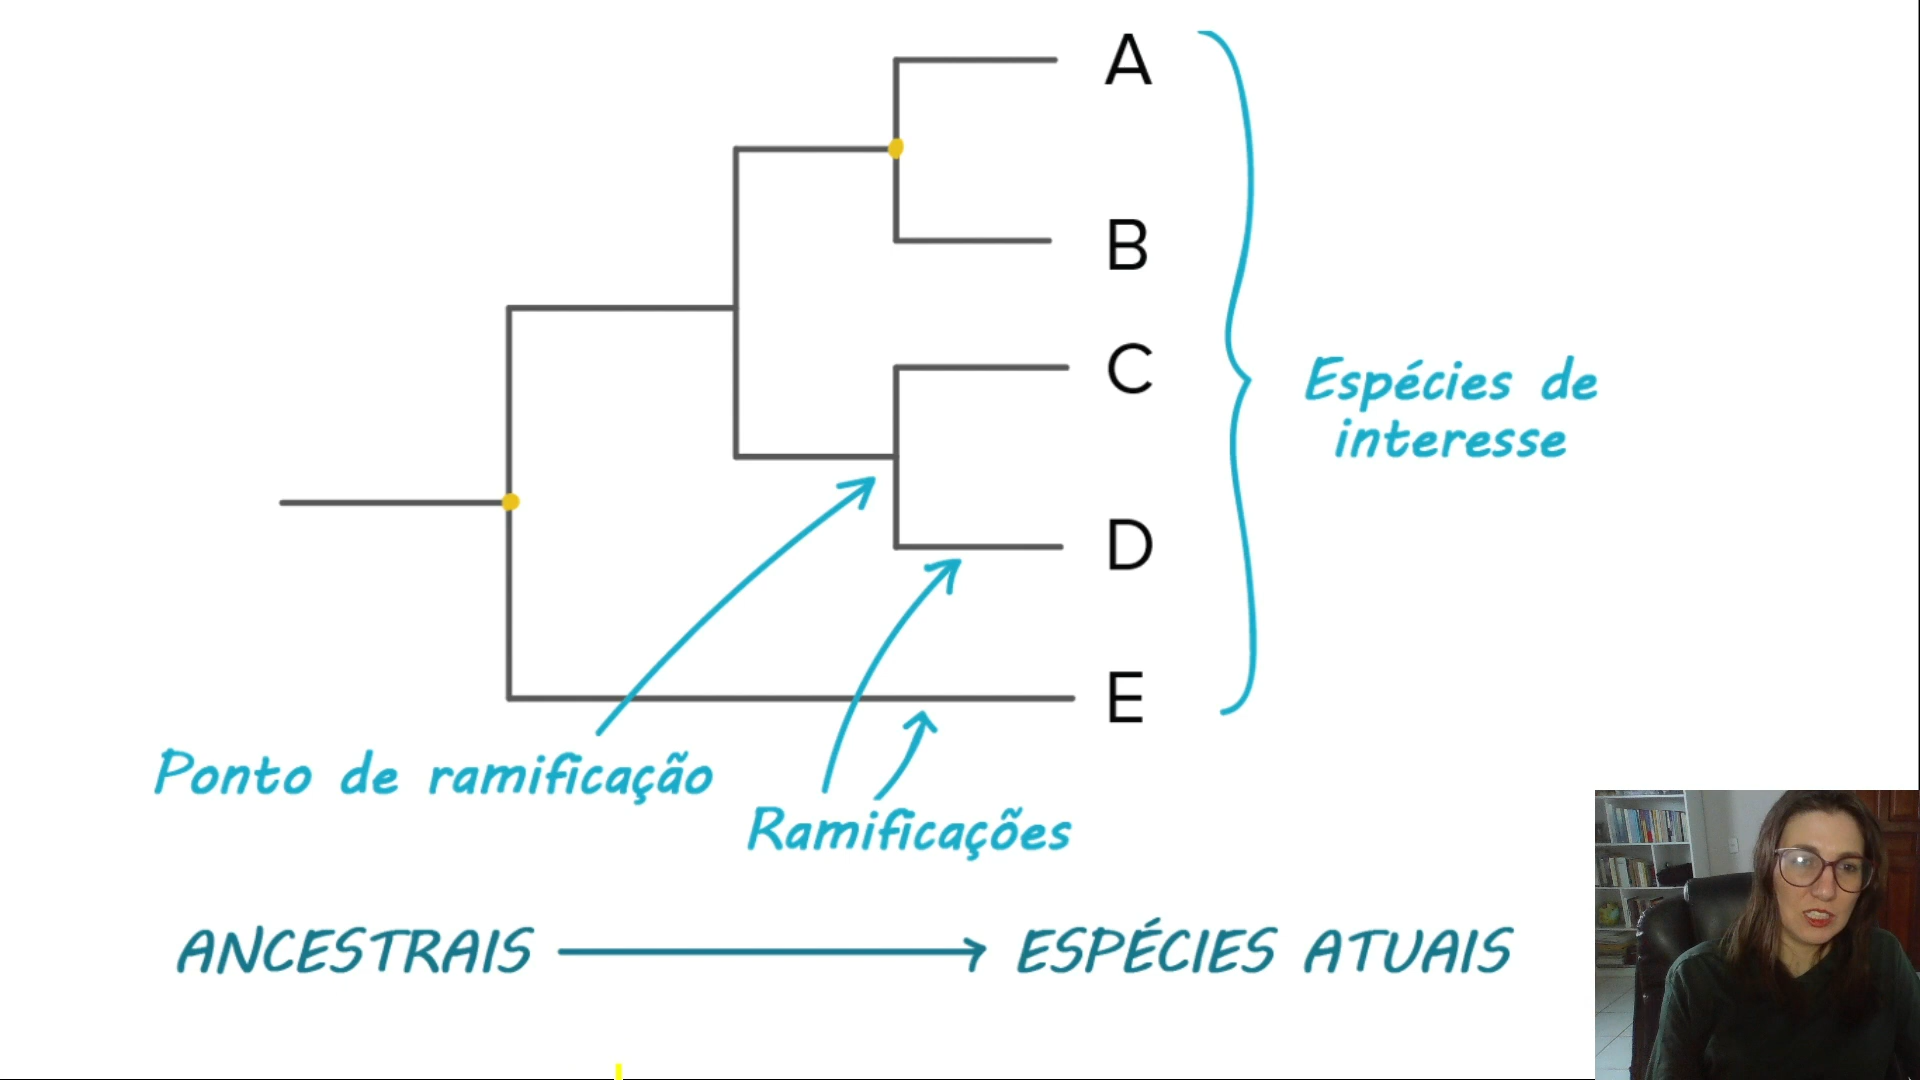 A
B
C
Espécies de
interesse
D
E
Ponto de ramificação
Ramificações
ANCESTRAIS
ESPÉCIES ATUAIS